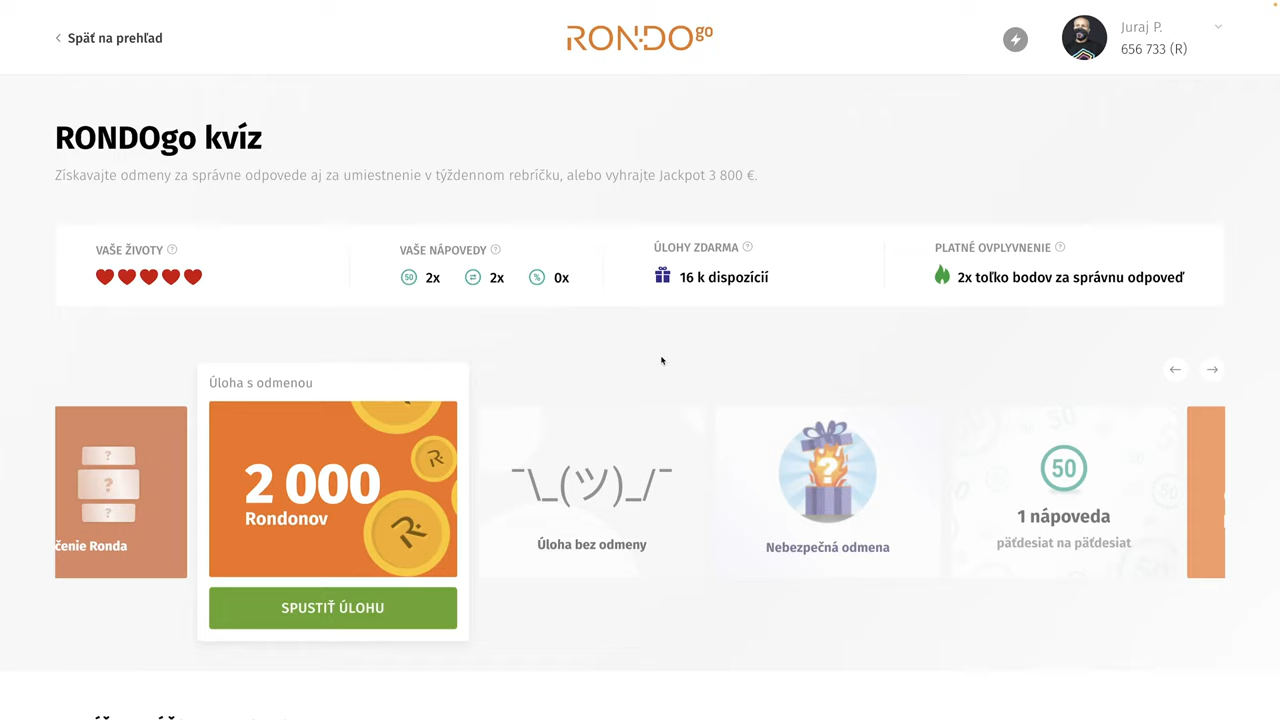 Späť na prehľad
RONDOgo
Juraj P.
656 733 (R)
RONDOgo kvíz
Získavajte odmeny za správne odpovede aj za umiestnenie v týždennom rebríčku, alebo vyhrajte Jackpot 3 800 €.
VAŠE ŽIVOTY ?
VAŠE NÁPOVEDY ?
50 2x 2x % 0x
ÚLOHY ZDARMA ?
16 k dispozícií
PLATNÉ OVPLYVNENIE ?
2x toľko bodov za správnu odpoveď
?
?
?
čenie Ronda
Úloha s odmenou
2 000
Rondonov
SPUSTIŤ ÚLOHU
¯\_(ツ)_/¯
Úloha bez odmeny
?
Nebezpečná odmena
50
1 nápoveda
päťdesiat na päťdesiat